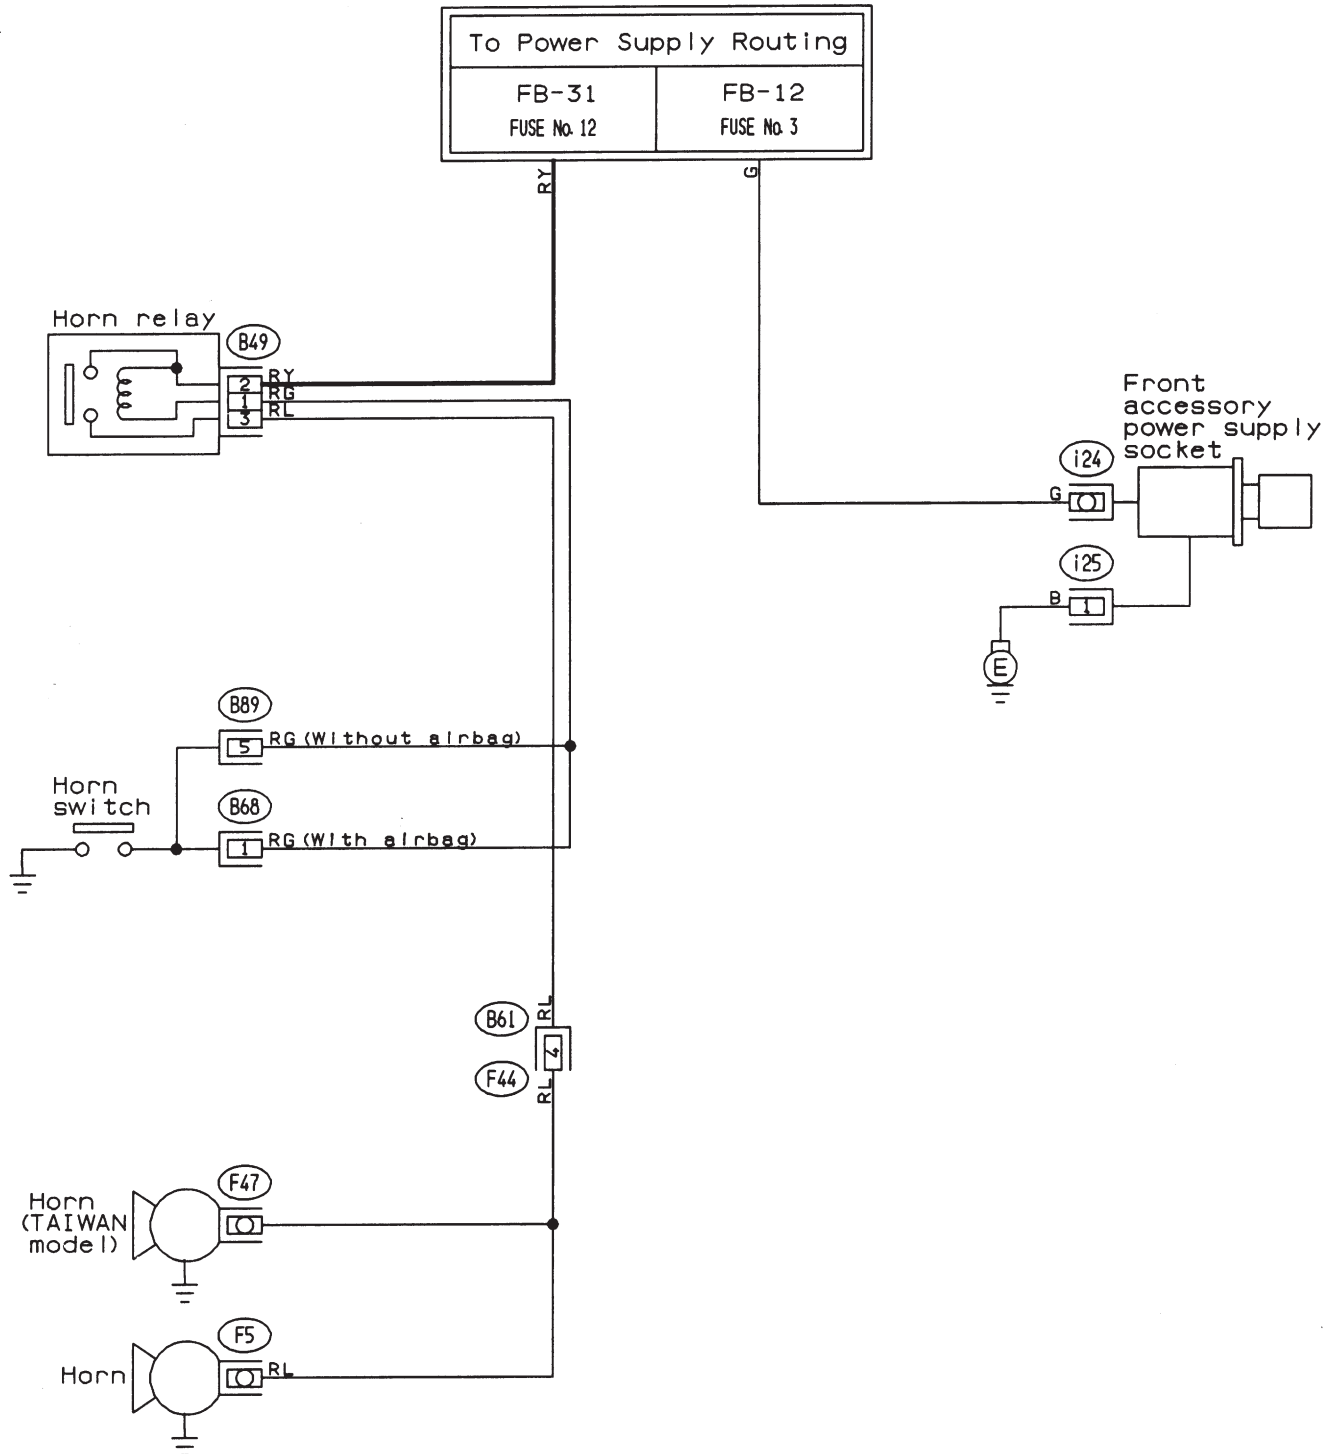 To Power Supply Routing
FB-31
FUSE No. 12
FB-12
FUSE No. 3
RY
G
Horn relay
B49
2
1
3
RY
RG
RL
Front
accessory
power supply
socket
i24
G
i25
B
1
E
B89
5
RG (Without airbag)
Horn
switch
B68
1
RG (With airbag)
RL
B61
4
F44
RL
F47
Horn
(TAIWAN
model)
F5
Horn
RL